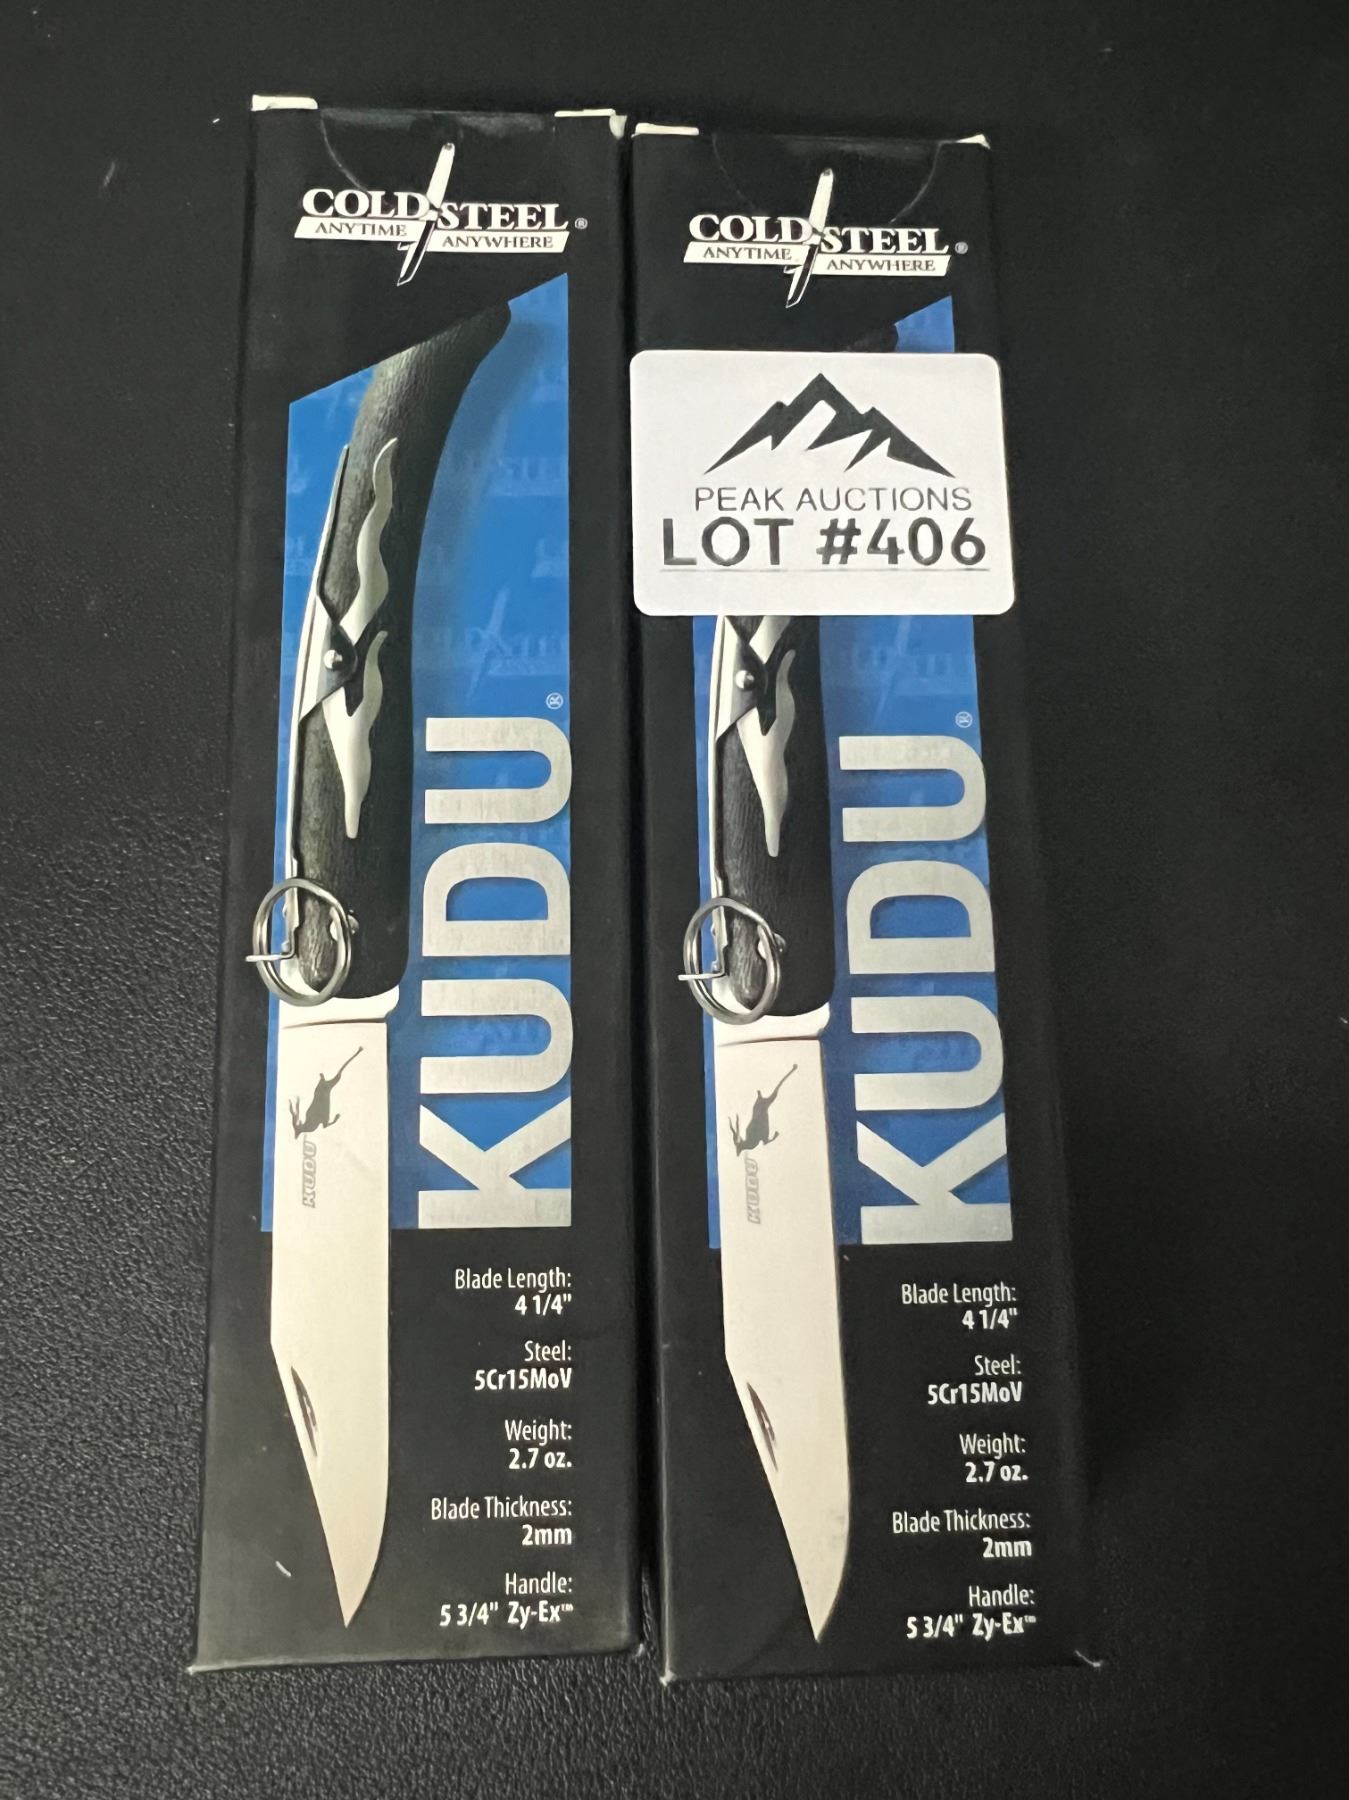 COLD STEEL ®
ANYTIME ANYWHERE
KUDU ®
KUDU
Blade Length:
4 1/4"
Steel:
5Cr15MoV
Weight:
2.7 oz.
Blade Thickness:
2mm
Handle:
5 3/4" Zy-Ex™
COLD STEEL ®
ANYTIME ANYWHERE
PEAK AUCTIONS
LOT #406
KUDU ®
KUDU
Blade Length:
4 1/4"
Steel:
5Cr15MoV
Weight:
2.7 oz.
Blade Thickness:
2mm
Handle:
5 3/4" Zy-Ex™